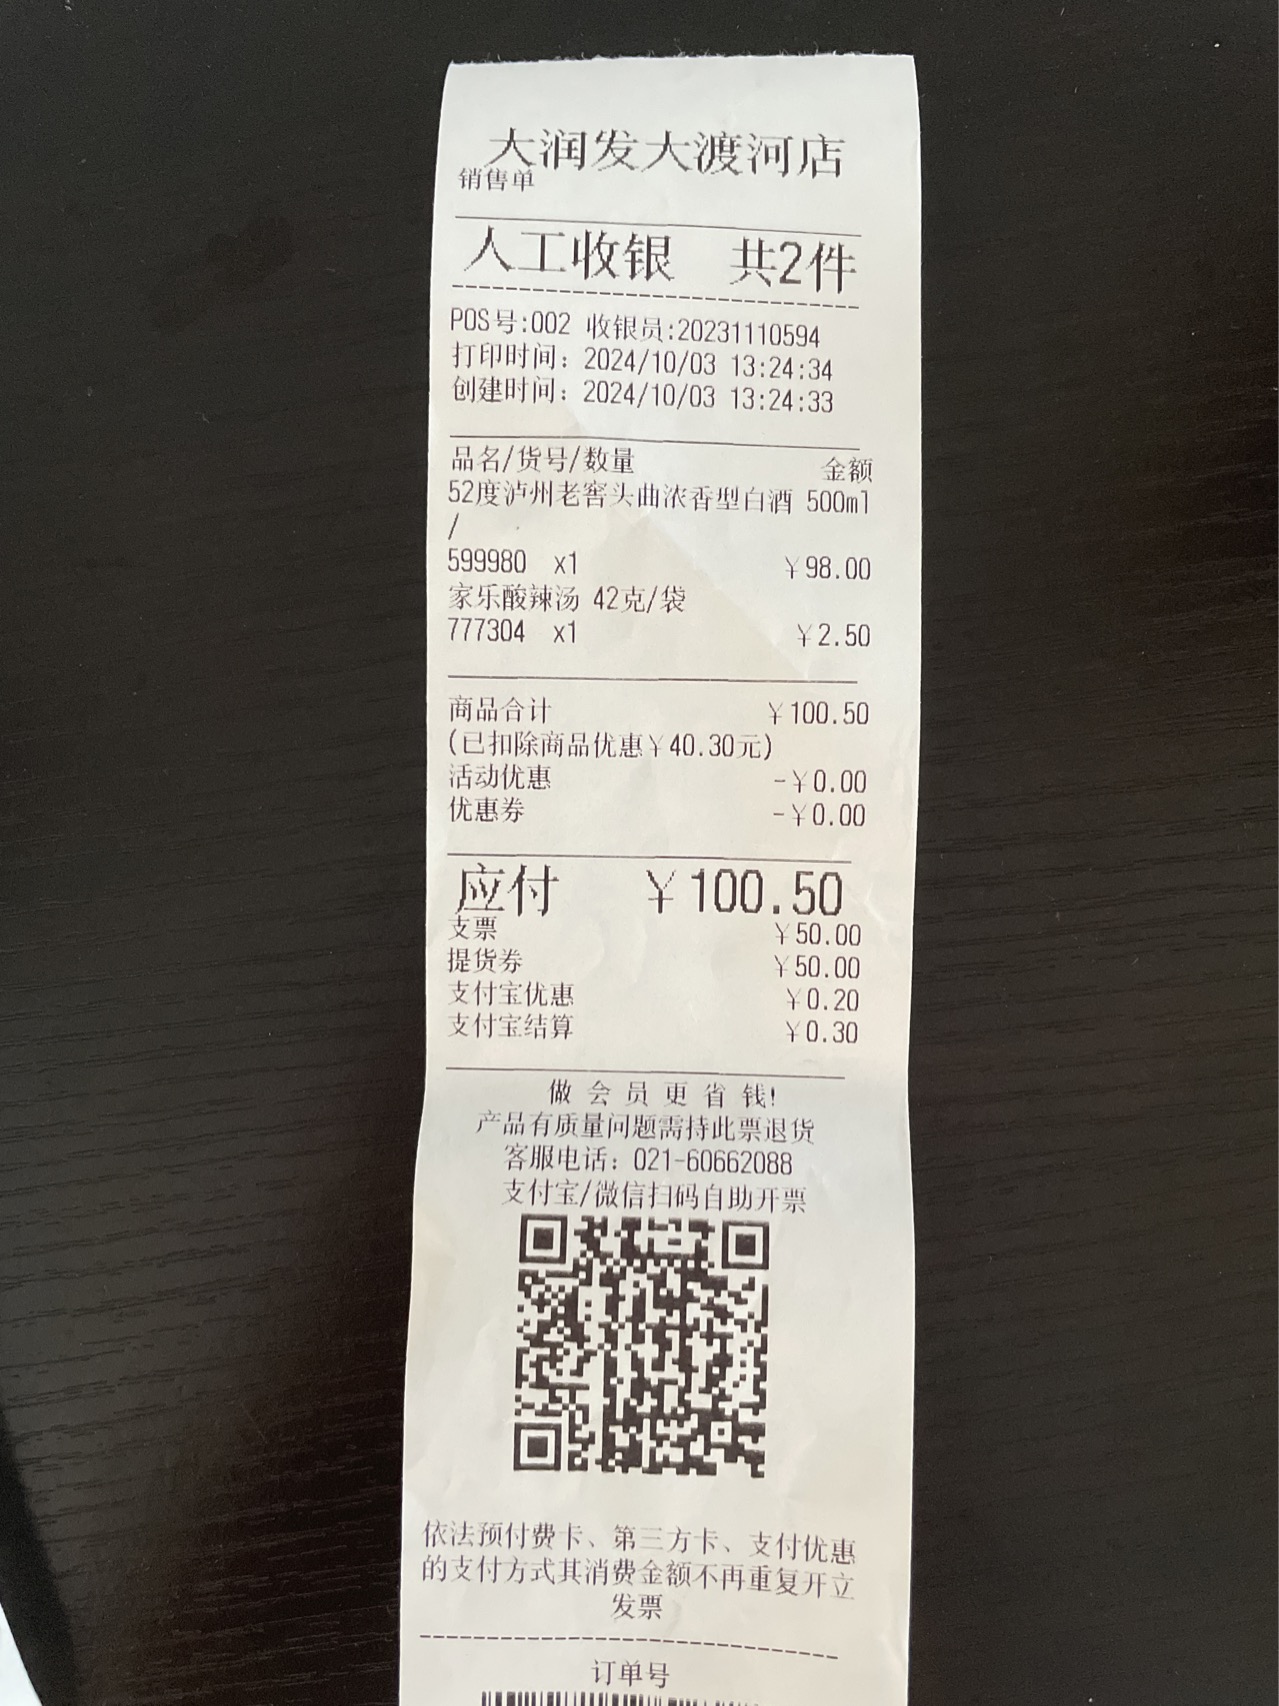 大润发大渡河店
销售单
人工收银 共2件
POS号:002 收银员:20231110594
打印时间: 2024/10/03 13:24:34
创建时间: 2024/10/03 13:24:33
品名/货号/数量 金额
52度泸州老窖头曲浓香型白酒 500ml
/
599980 x1 ¥98.00
家乐酸辣汤 42克/袋
777304 x1 ¥2.50
商品合计 ¥100.50
(已扣除商品优惠¥40.30元)
活动优惠 -¥0.00
优惠券 -¥0.00
应付 ¥100.50
支票 ¥50.00
提货券 ¥50.00
支付宝优惠 ¥0.20
支付宝结算 ¥0.30
做会员更省钱!
产品有质量问题需持此票退货
客服电话: 021-60662088
支付宝/微信扫码自助开票
依法预付费卡、第三方卡、支付优惠
的支付方式其消费金额不再重复开立
发票
订单号